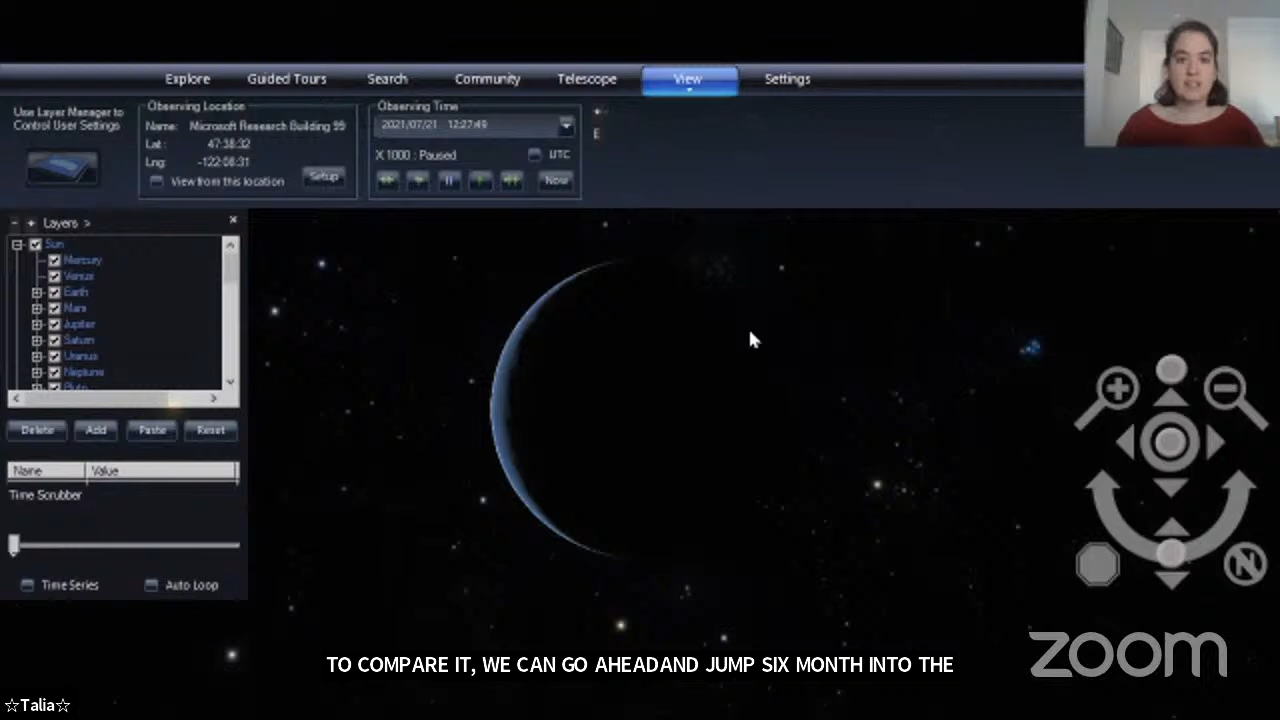 Explore Guided Tours Search Community Telescope View Settings
Use Layer Manager to
Control User Settings
Observing Location
Name: Microsoft Research Building 99
Lat: 47:38:32
Lng: -122:08:31
View from this location
Setup
Observing Time
2021/07/21 12:27:49
X 1000 : Paused
UTC
Now
E
Layers >
Sun
Mercury
Venus
Earth
Mars
Jupiter
Saturn
Uranus
Neptune
Pluto
Delete Add Paste Reset
Name Value
Time Scrubber
Time Series Auto Loop
N
TO COMPARE IT, WE CAN GO AHEADAND JUMP SIX MONTH INTO THE
zoom
☆Talia☆